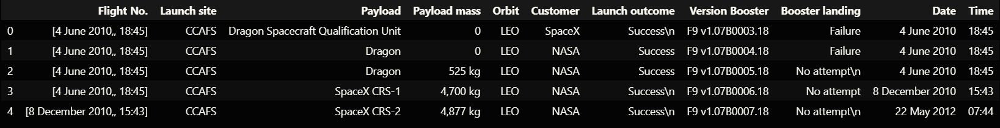 Flight No. Launch site Payload Payload mass Orbit Customer Launch outcome Version Booster Booster landing Date Time
0 [4 June 2010,, 18:45] CCAFS Dragon Spacecraft Qualification Unit 0 LEO SpaceX Success\n F9 v1.07B0003.18 Failure 4 June 2010 18:45
1 [4 June 2010,, 18:45] CCAFS Dragon 0 LEO NASA Success F9 v1.07B0004.18 Failure 4 June 2010 18:45
2 [4 June 2010,, 18:45] CCAFS Dragon 525 kg LEO NASA Success F9 v1.07B0005.18 No attempt\n 4 June 2010 18:45
3 [4 June 2010,, 18:45] CCAFS SpaceX CRS-1 4,700 kg LEO NASA Success\n F9 v1.07B0006.18 No attempt 8 December 2010 15:43
4 [8 December 2010,, 15:43] CCAFS SpaceX CRS-2 4,877 kg LEO NASA Success\n F9 v1.07B0007.18 No attempt\n 22 May 2012 07:44